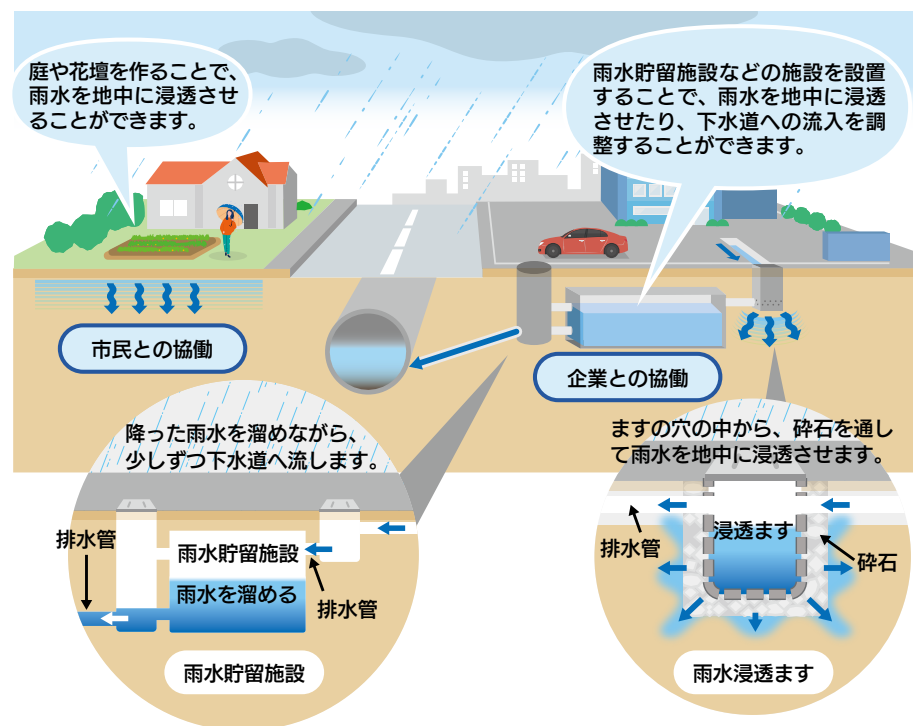 庭や花壇を作ることで、
雨水を地中に浸透させ
ることができます。
雨水貯留施設などの施設を設置
することで、雨水を地中に浸透
させたり、下水道への流入を調
整することができます。
市民との協働
企業との協働
降った雨水を溜めながら、
少しずつ下水道へ流します。
排水管
雨水貯留施設
雨水を溜める
排水管
雨水貯留施設
ますの穴の中から、砕石を通し
て雨水を地中に浸透させます。
排水管
浸透ます
砕石
雨水浸透ます